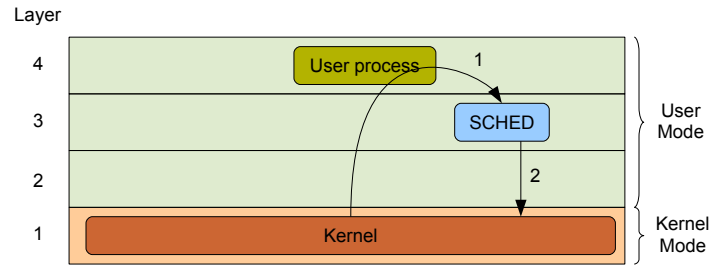 Layer
4
User process
1
3
SCHED
User
Mode
2
2
1
Kernel
Kernel
Mode